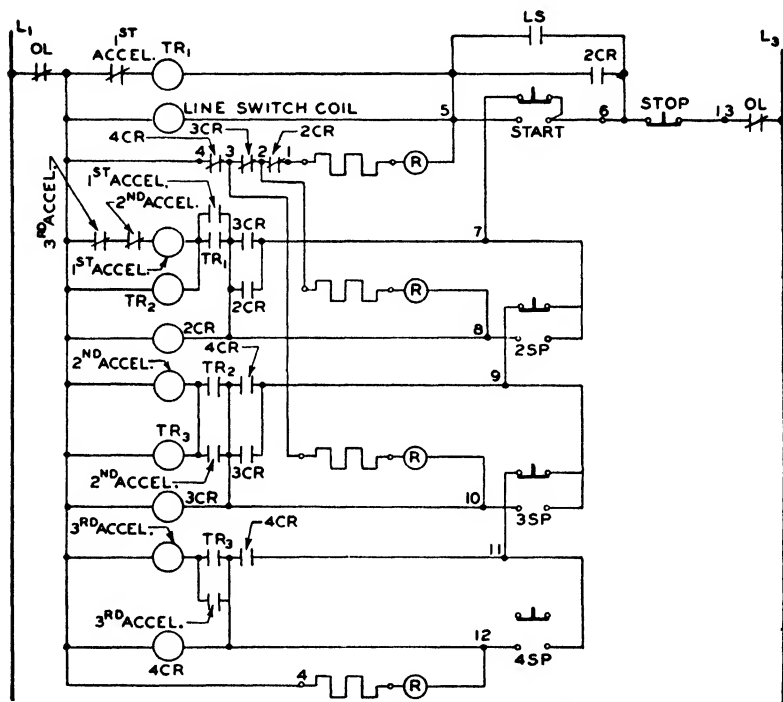 L1
OL
1ST ACCEL.
TR1
LS
L3
2CR
LINE SWITCH COIL
5
START
6
STOP
13
OL
4CR
3CR
2CR
4
3
2
1
R
1ST ACCEL.
3RD ACCEL.
2ND ACCEL.
3CR
7
1ST ACCEL.
TR1
TR2
2CR
R
2CR
8
2SP
4CR
2ND ACCEL.
TR2
9
TR3
3CR
R
2ND ACCEL.
3CR
10
3SP
3RD ACCEL.
TR3
4CR
11
3RD ACCEL.
12
4CR
4SP
4
R